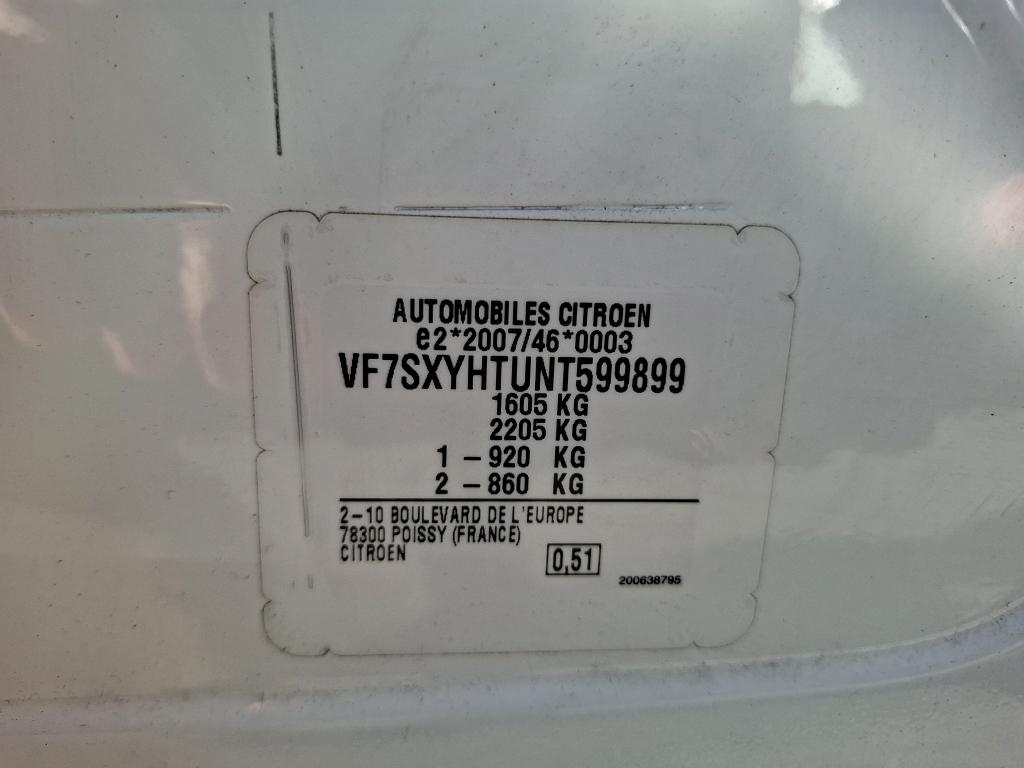 AUTOMOBILES CITROEN
e2*2007/46*0003
VF7SXYHTUNT599899
1605 KG
2205 KG
1 – 920 KG
2 – 860 KG
2–10 BOULEVARD DE L'EUROPE
78300 POISSY (FRANCE)
CITROEN
0,51
200638795